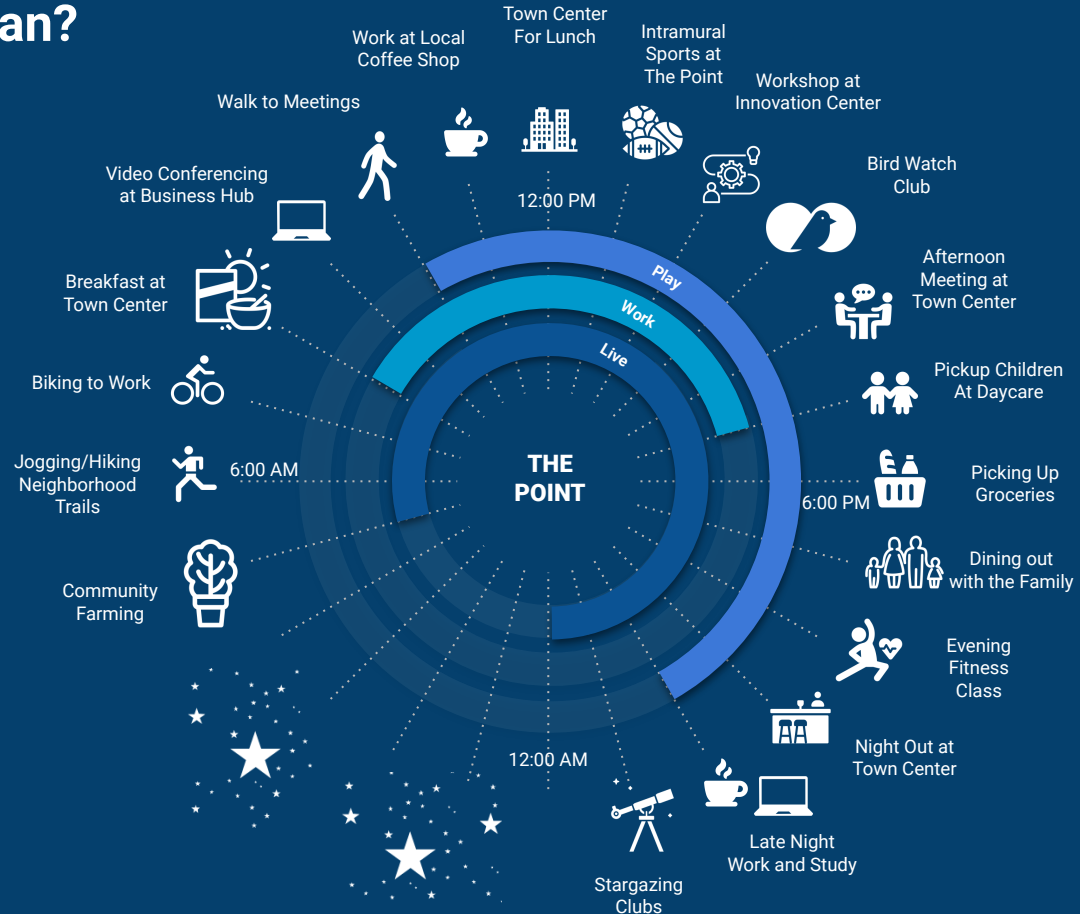 an?
Town Center
For Lunch
Work at Local
Coffee Shop
Intramural
Sports at
The Point
Workshop at
Innovation Center
Walk to Meetings
Bird Watch
Club
Video Conferencing
at Business Hub
12:00 PM
Afternoon
Meeting at
Town Center
Breakfast at
Town Center
Play
Work
Live
Pickup Children
At Daycare
Biking to Work
Jogging/Hiking
Neighborhood
Trails
6:00 AM
THE
POINT
6:00 PM
Picking Up
Groceries
Dining out
with the Family
Community
Farming
Evening
Fitness
Class
Night Out at
Town Center
12:00 AM
Late Night
Work and Study
Stargazing
Clubs